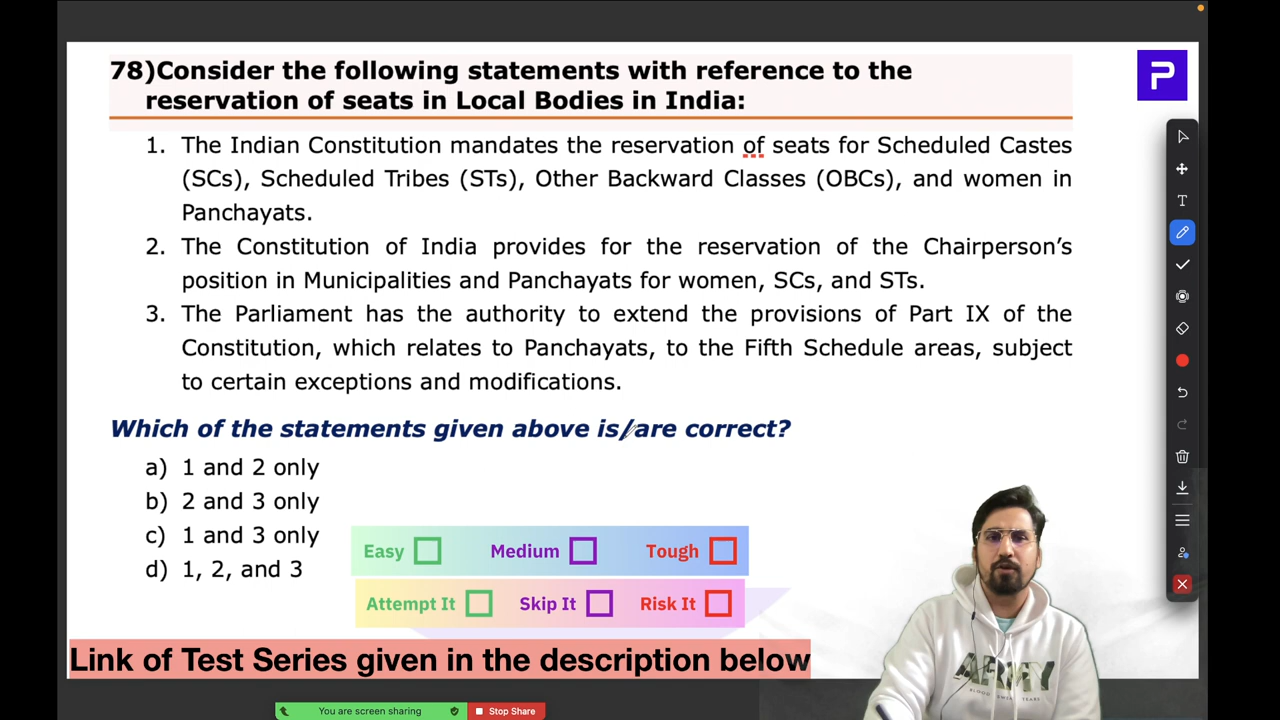 78)Consider the following statements with reference to the
reservation of seats in Local Bodies in India:
1. The Indian Constitution mandates the reservation of seats for Scheduled Castes
(SCs), Scheduled Tribes (STs), Other Backward Classes (OBCs), and women in
Panchayats.
2. The Constitution of India provides for the reservation of the Chairperson’s
position in Municipalities and Panchayats for women, SCs, and STs.
3. The Parliament has the authority to extend the provisions of Part IX of the
Constitution, which relates to Panchayats, to the Fifth Schedule areas, subject
to certain exceptions and modifications.
Which of the statements given above is/are correct?
a) 1 and 2 only
b) 2 and 3 only
c) 1 and 3 only
d) 1, 2, and 3
Easy Medium Tough
Attempt It Skip It Risk It
Link of Test Series given in the description below
ARMY
You are screen sharing Stop Share